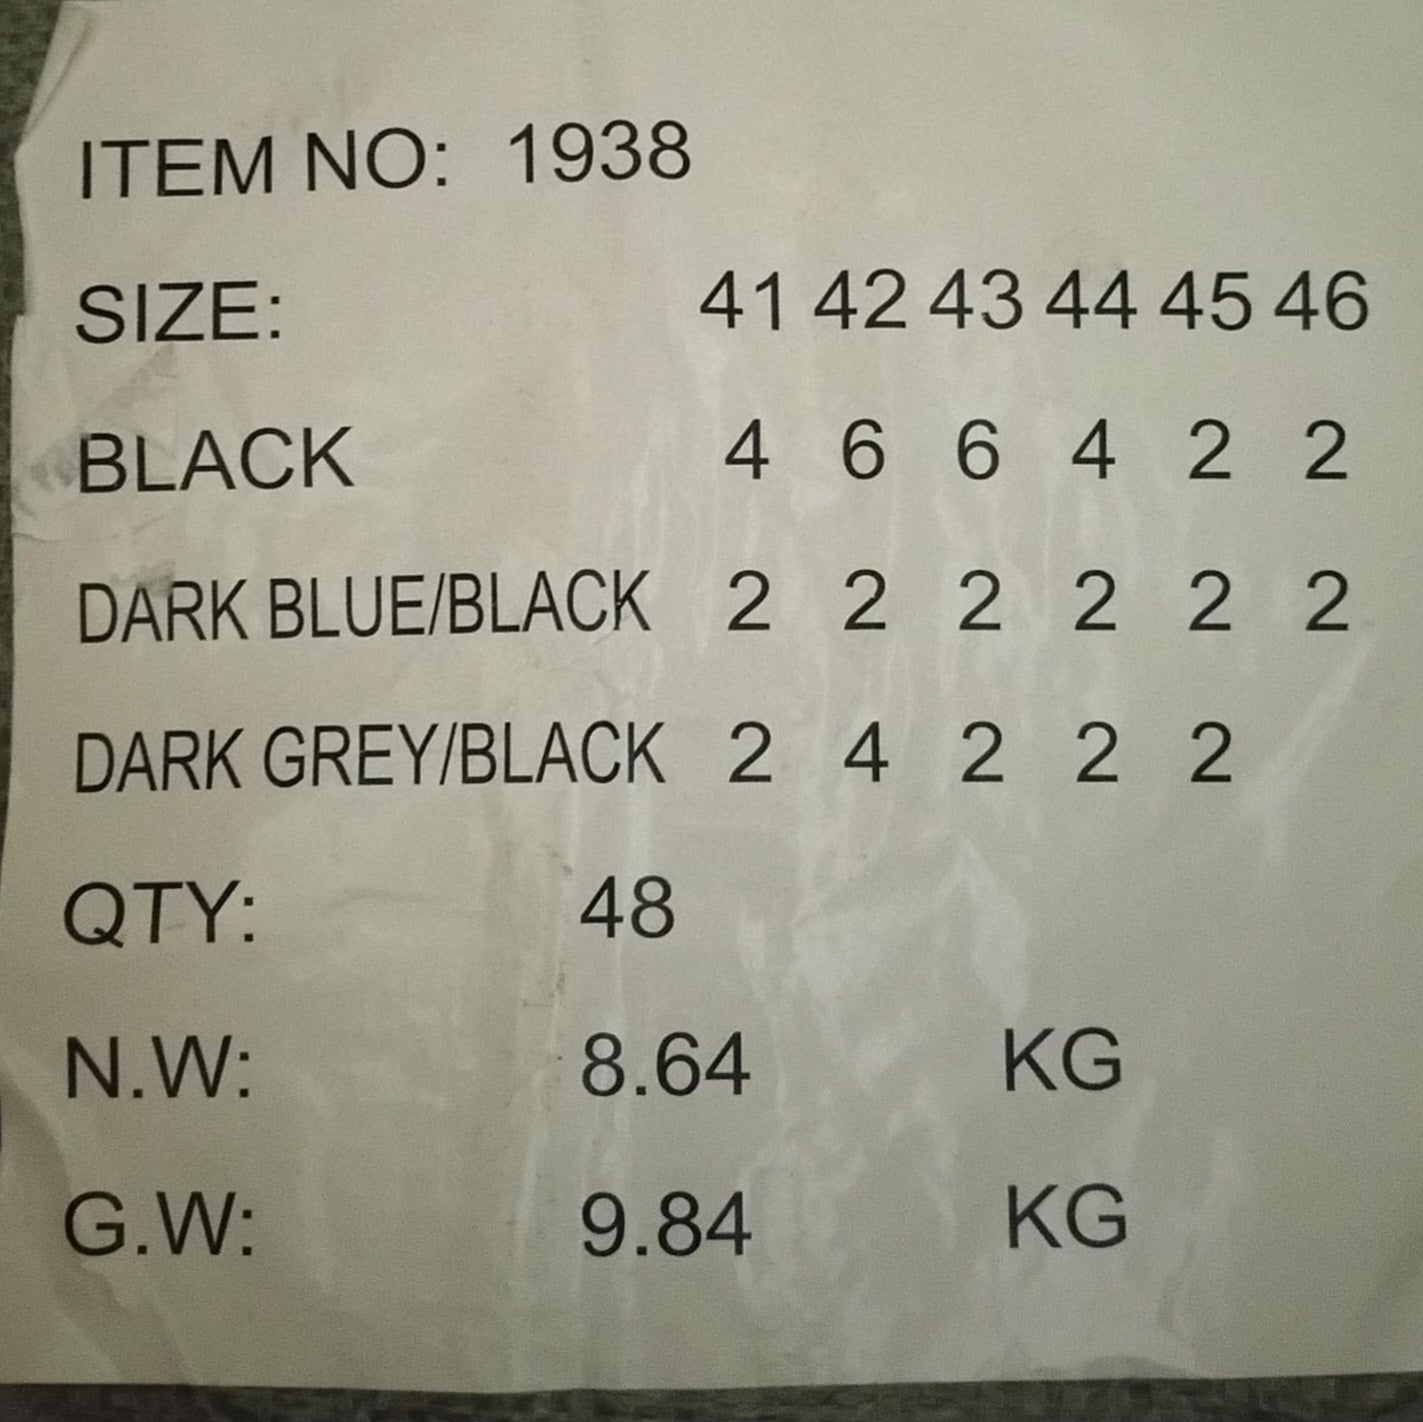 ITEM NO: 1938
SIZE: 41 42 43 44 45 46
BLACK 4 6 6 4 2 2
DARK BLUE/BLACK 2 2 2 2 2 2
DARK GREY/BLACK 2 4 2 2 2
QTY: 48
N.W: 8.64 KG
G.W: 9.84 KG